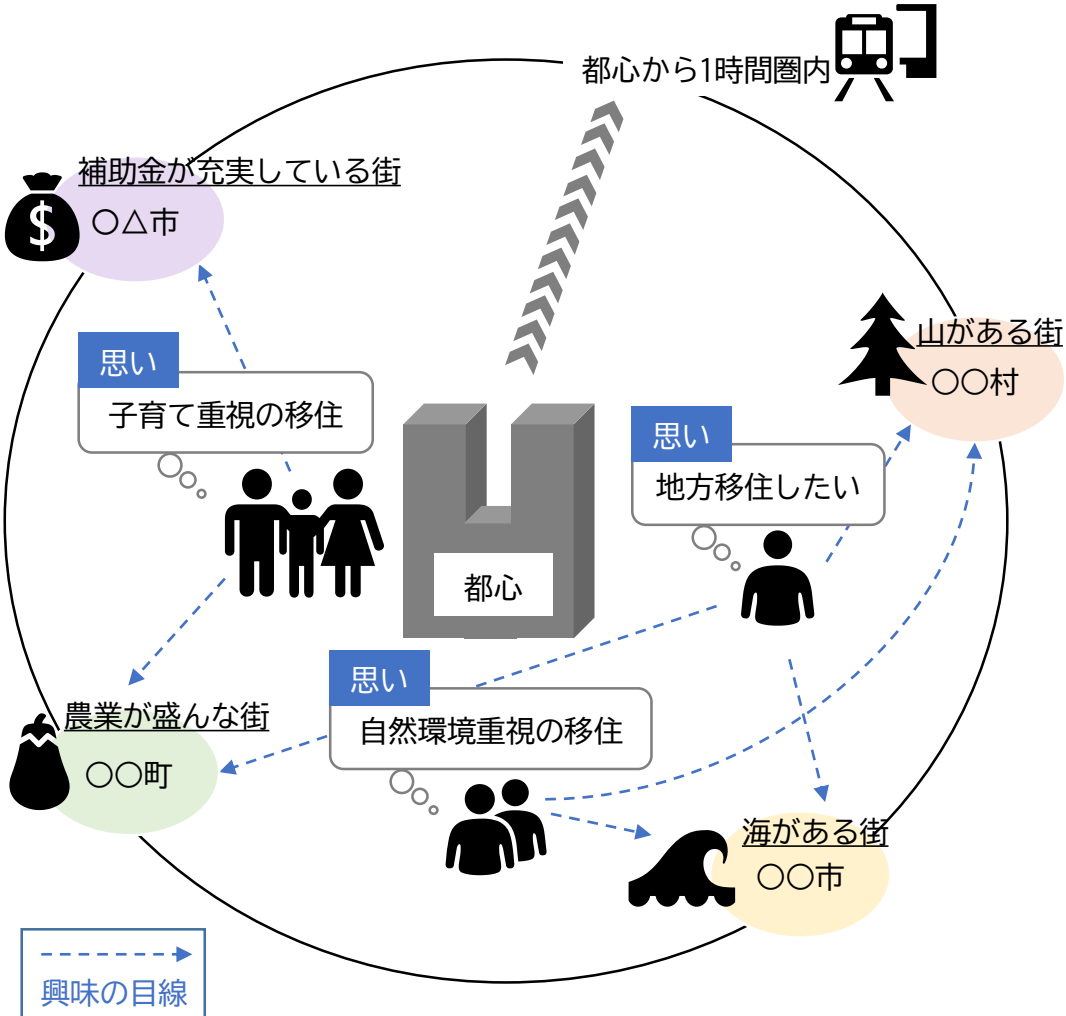 都心から1時間圏内
補助金が充実している街
〇△市
山がある街
〇〇村
思い
子育て重視の移住
思い
地方移住したい
都心
思い
自然環境重視の移住
農業が盛んな街
〇〇町
海がある街
〇〇市
興味の目線